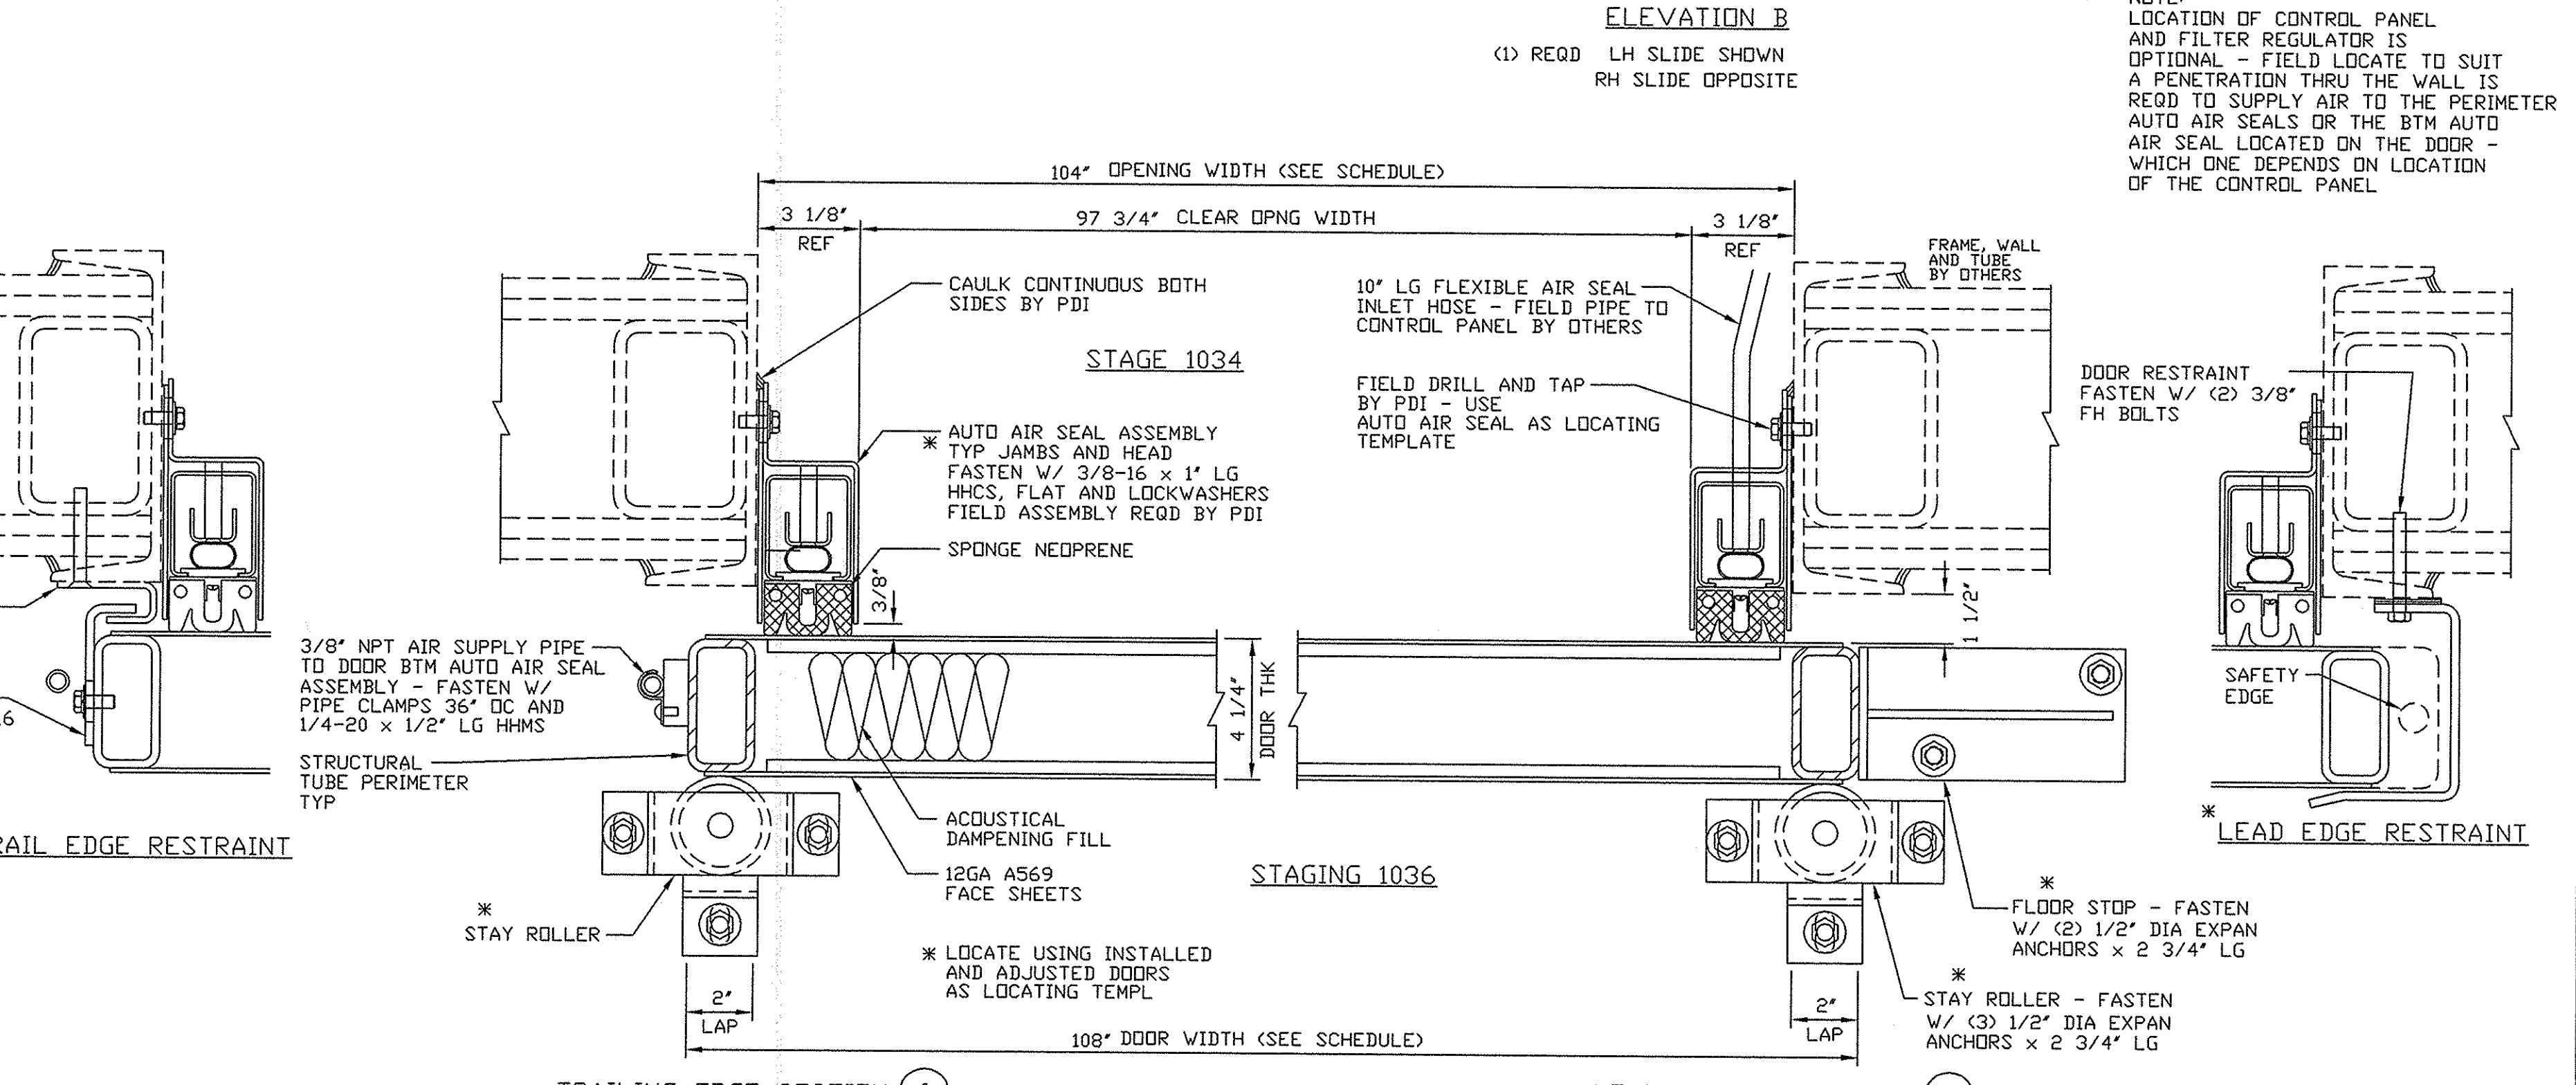 ELEVATION B
(1) REQD LH SLIDE SHOWN
RH SLIDE OPPOSITE
NOTE:
LOCATION OF CONTROL PANEL
AND FILTER REGULATOR IS
OPTIONAL - FIELD LOCATE TO SUIT
A PENETRATION THRU THE WALL IS
REQD TO SUPPLY AIR TO THE PERIMETER
AUTO AIR SEALS OR THE BTM AUTO
AIR SEAL LOCATED ON THE DOOR -
WHICH ONE DEPENDS ON LOCATION
OF THE CONTROL PANEL
104" OPENING WIDTH (SEE SCHEDULE)
3 1/8"
REF
97 3/4" CLEAR OPNG WIDTH
3 1/8"
REF
FRAME, WALL
AND TUBE
BY OTHERS
CAULK CONTINUOUS BOTH
SIDES BY PDI
10" LG FLEXIBLE AIR SEAL
INLET HOSE - FIELD PIPE TO
CONTROL PANEL BY OTHERS
STAGE 1034
FIELD DRILL AND TAP
BY PDI - USE
AUTO AIR SEAL AS LOCATING
TEMPLATE
DOOR RESTRAINT
FASTEN W/ (2) 3/8"
FH BOLTS
AUTO AIR SEAL ASSEMBLY
* TYP JAMBS AND HEAD
FASTEN W/ 3/8-16 x 1" LG
HHCS, FLAT AND LOCKWASHERS
FIELD ASSEMBLY REQD BY PDI
SPONGE NEOPRENE
3/8"
1 1/2"
3/8" NPT AIR SUPPLY PIPE
TO DOOR BTM AUTO AIR SEAL
ASSEMBLY - FASTEN W/
PIPE CLAMPS 36" OC AND
1/4-20 x 1/2" LG HHMS
STRUCTURAL
TUBE PERIMETER
TYP
4 1/4"
DOOR THK
SAFETY
EDGE
ACOUSTICAL
DAMPENING FILL
12GA A569
FACE SHEETS
STAGING 1036
RAIL EDGE RESTRAINT
* LEAD EDGE RESTRAINT
*
STAY ROLLER
* LOCATE USING INSTALLED
AND ADJUSTED DOORS
AS LOCATING TEMPL
*
FLOOR STOP - FASTEN
W/ (2) 1/2" DIA EXPAN
ANCHORS x 2 3/4" LG
*
STAY ROLLER - FASTEN
W/ (3) 1/2" DIA EXPAN
ANCHORS x 2 3/4" LG
2"
LAP
2"
LAP
108" DOOR WIDTH (SEE SCHEDULE)